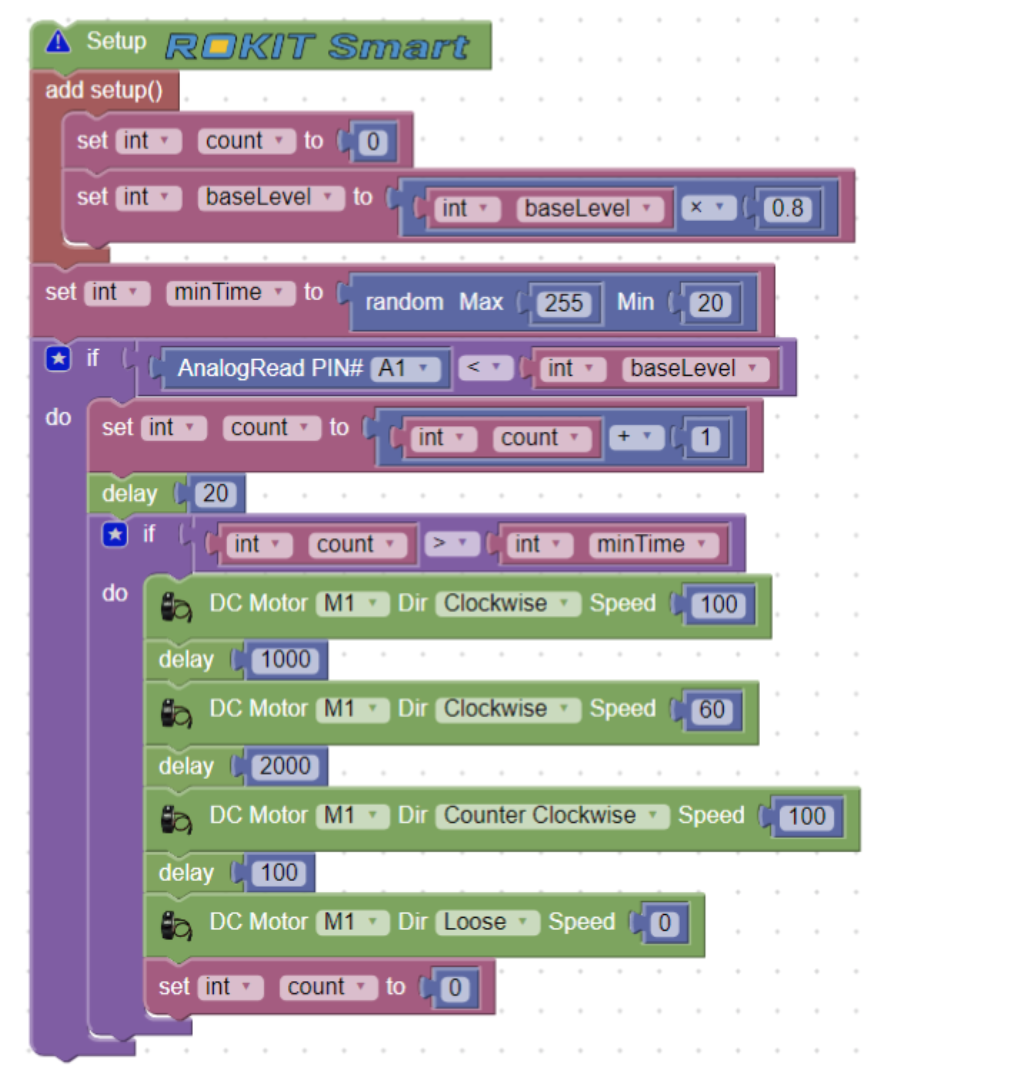 Setup ROKIT Smart
add setup()
set int count to 0
set int baseLevel to int baseLevel × 0.8
set int minTime to random Max 255 Min 20
if AnalogRead PIN# A1 < int baseLevel
do set int count to int count + 1
delay 20
if int count > int minTime
do DC Motor M1 Dir Clockwise Speed 100
delay 1000
DC Motor M1 Dir Clockwise Speed 60
delay 2000
DC Motor M1 Dir Counter Clockwise Speed 100
delay 100
DC Motor M1 Dir Loose Speed 0
set int count to 0